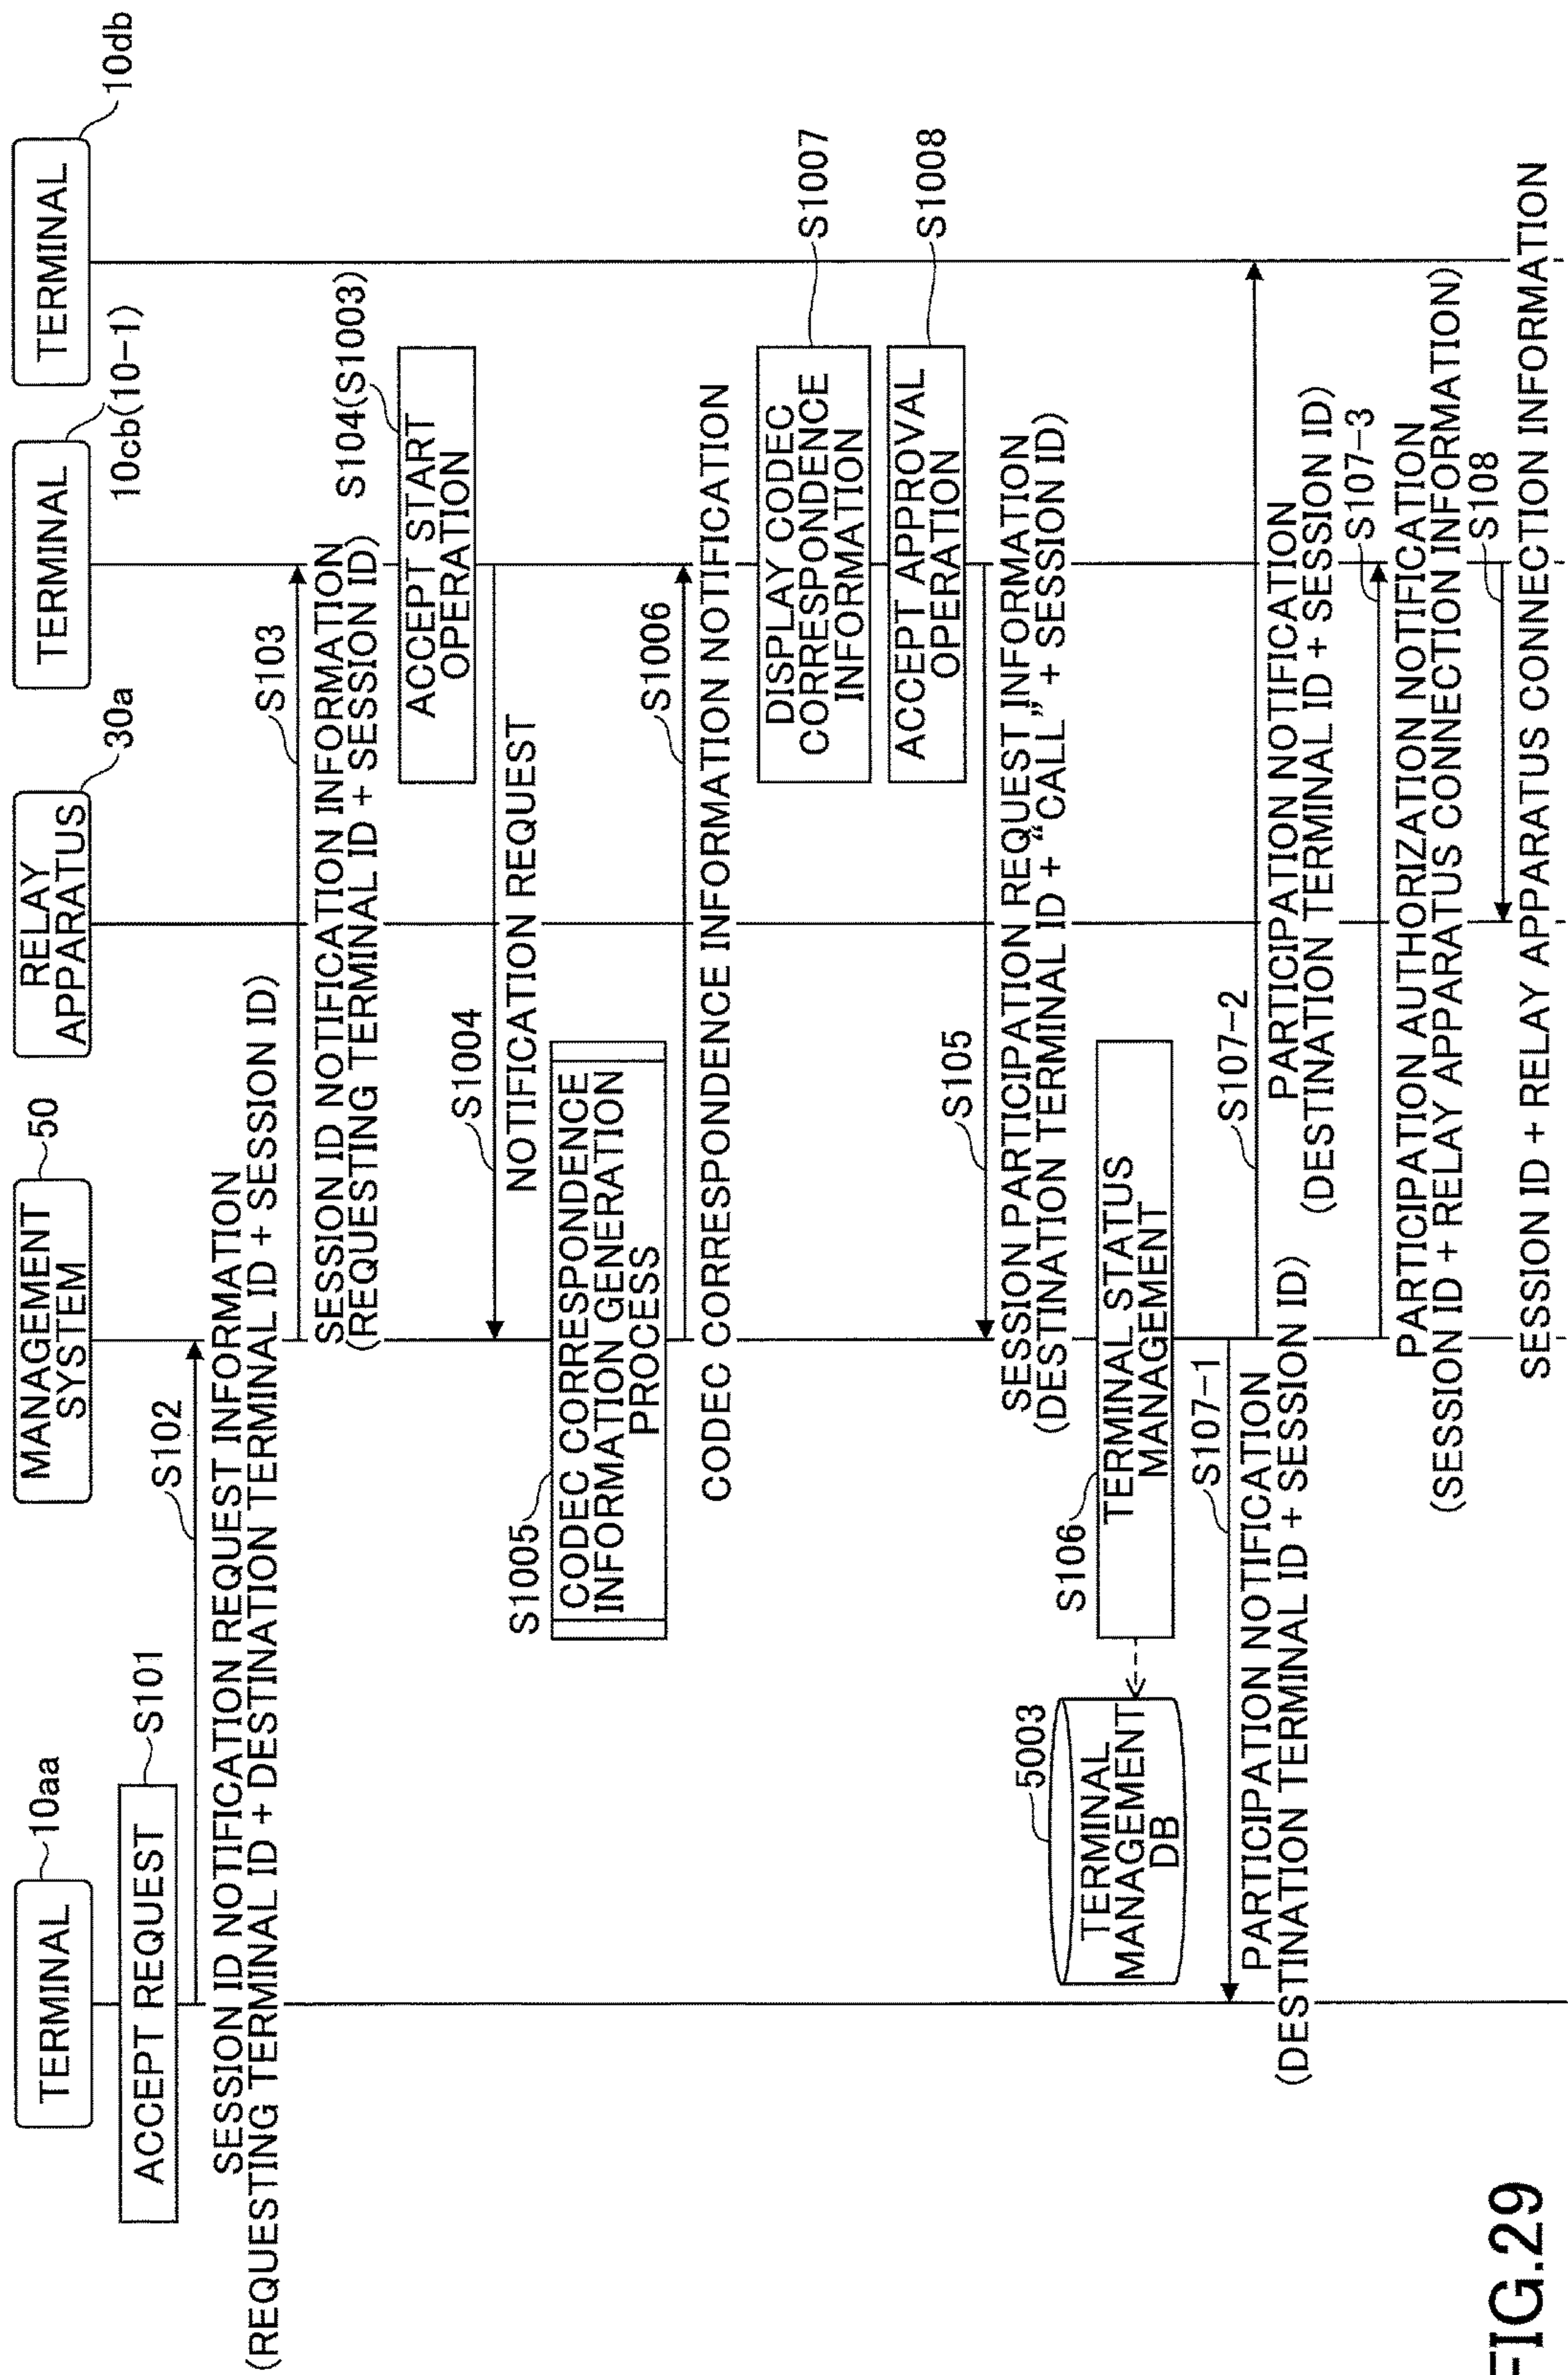 TERMINAL
10aa
MANAGEMENT
SYSTEM
50
RELAY
APPARATUS
30a
TERMINAL
10cb(10-1)
TERMINAL
10db
ACCEPT REQUEST
S101
S102
SESSION ID NOTIFICATION REQUEST INFORMATION
(REQUESTING TERMINAL ID + DESTINATION TERMINAL ID + SESSION ID)
S103
SESSION ID NOTIFICATION INFORMATION
(REQUESTING TERMINAL ID + SESSION ID)
S104(S1003)
ACCEPT START
OPERATION
S1004
NOTIFICATION REQUEST
S1005
CODEC CORRESPONDENCE
INFORMATION GENERATION
PROCESS
S1006
CODEC CORRESPONDENCE INFORMATION NOTIFICATION
DISPLAY CODEC
CORRESPONDENCE
INFORMATION
S1007
ACCEPT APPROVAL
OPERATION
S1008
S105
SESSION PARTICIPATION REQUEST INFORMATION
(DESTINATION TERMINAL ID + “CALL” + SESSION ID)
5003
TERMINAL
MANAGEMENT
DB
S106
TERMINAL STATUS
MANAGEMENT
S107-1
PARTICIPATION NOTIFICATION
(DESTINATION TERMINAL ID + SESSION ID)
S107-2
PARTICIPATION NOTIFICATION
(DESTINATION TERMINAL ID + SESSION ID)
S107-3
PARTICIPATION AUTHORIZATION NOTIFICATION
(SESSION ID + RELAY APPARATUS CONNECTION INFORMATION)
S108
SESSION ID + RELAY APPARATUS CONNECTION INFORMATION
FIG.29